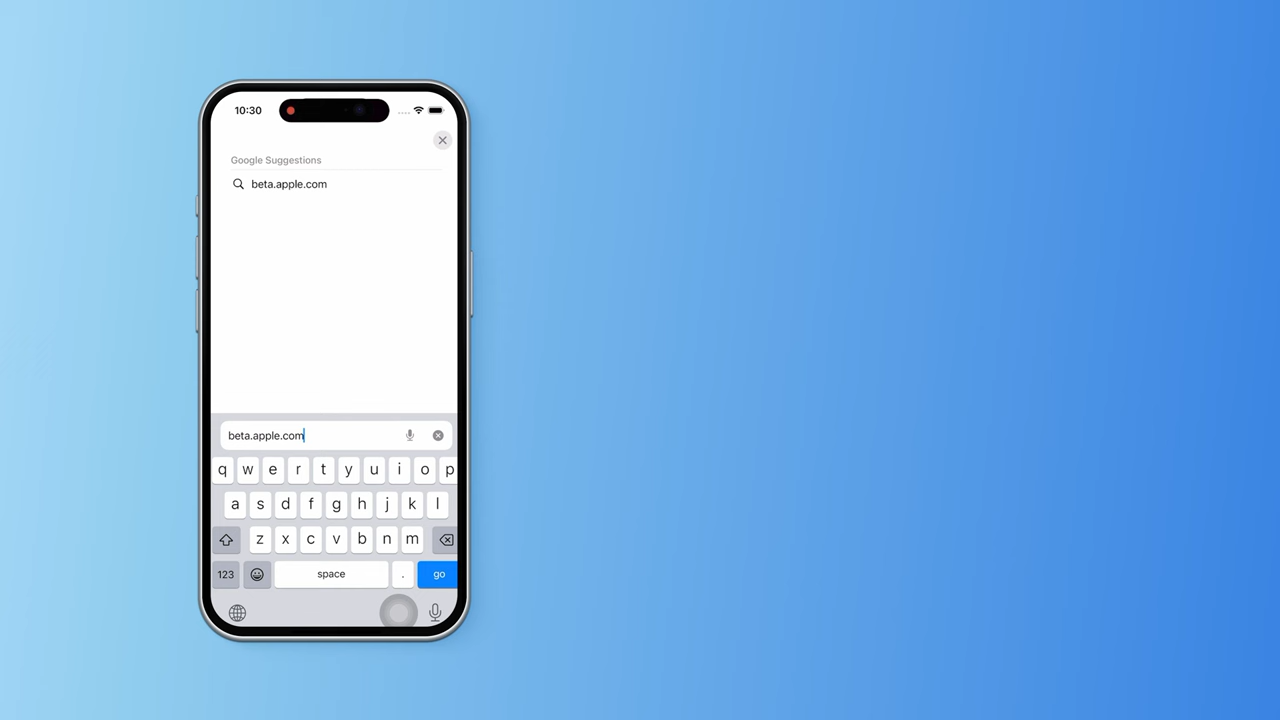 10:30
Google Suggestions
beta.apple.com
beta.apple.com
q w e r t y u i o p
a s d f g h j k l
z x c v b n m
123 space . go